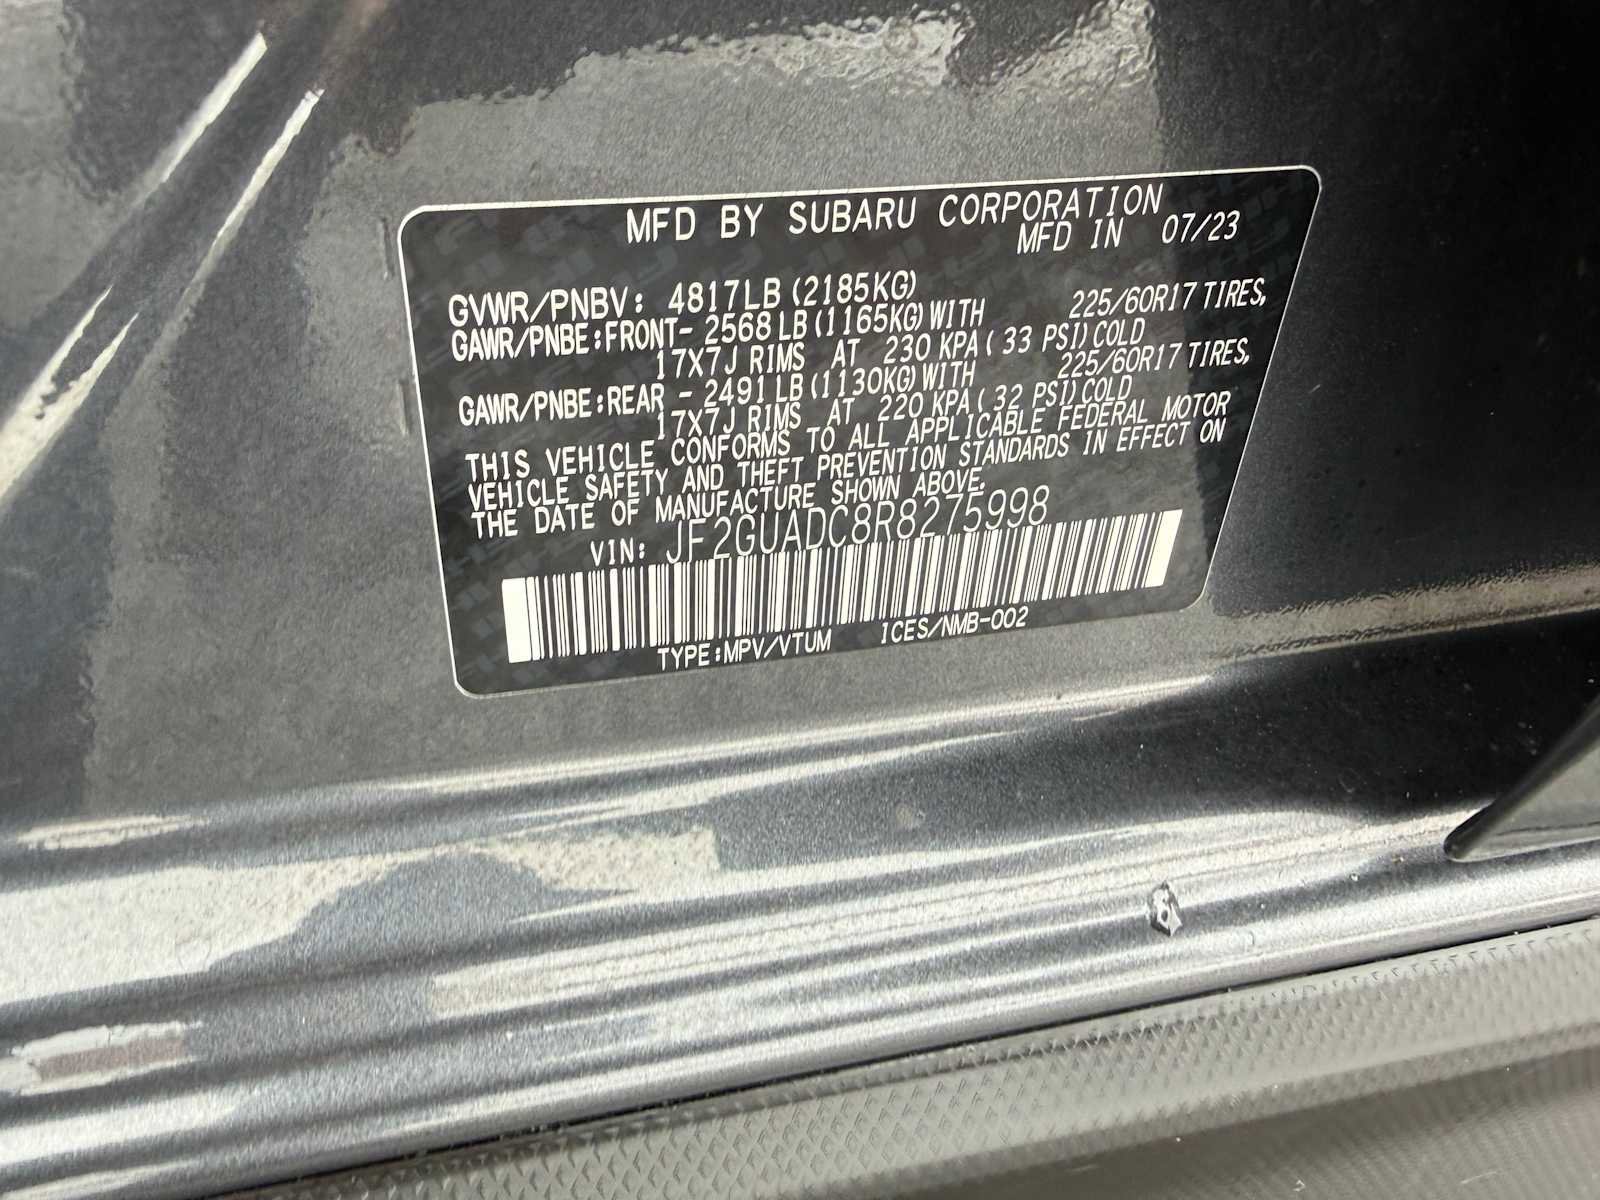 MFD BY SUBARU CORPORATION
MFD IN 07/23
GVWR/PNBV: 4817LB (2185KG)
GAWR/PNBE:FRONT- 2568 LB (1165KG) WITH 225/60R17 TIRES,
17X7J RIMS AT 230 KPA ( 33 PSI) COLD
GAWR/PNBE:REAR - 2491 LB (1130KG) WITH 225/60R17 TIRES,
17X7J RIMS AT 220 KPA ( 32 PSI) COLD
THIS VEHICLE CONFORMS TO ALL APPLICABLE FEDERAL MOTOR
VEHICLE SAFETY AND THEFT PREVENTION STANDARDS IN EFFECT ON
THE DATE OF MANUFACTURE SHOWN ABOVE.
VIN: JF2GUADC8R8275998
TYPE:MPV/VTUM ICES/NMB-002